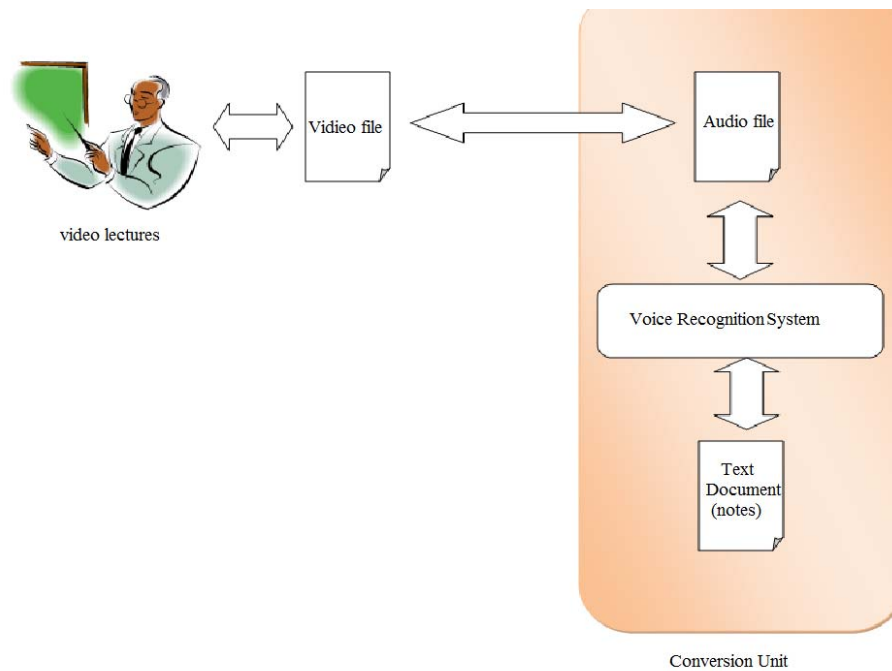 video lectures
Vidieo file
Audio file
Voice Recognition System
Text
Document
(notes)
Conversion Unit